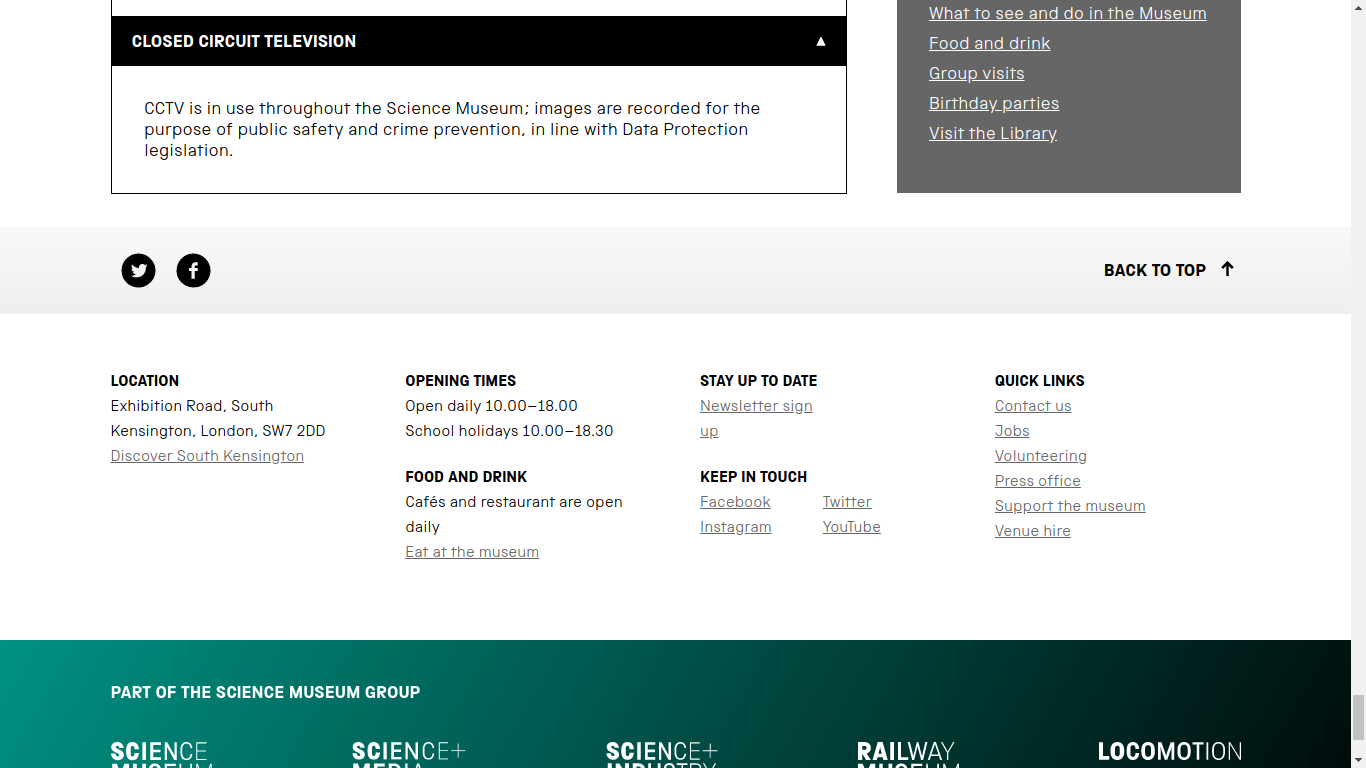 What to see and do in the Museum
Food and drink
Group visits
Birthday parties
Visit the Library
CLOSED CIRCUIT TELEVISION
CCTV is in use throughout the Science Museum; images are recorded for the
purpose of public safety and crime prevention, in line with Data Protection
legislation.
BACK TO TOP
LOCATION
Exhibition Road, South
Kensington, London, SW7 2DD
Discover South Kensington
OPENING TIMES
Open daily 10.00–18.00
School holidays 10.00–18.30
FOOD AND DRINK
Cafés and restaurant are open
daily
Eat at the museum
STAY UP TO DATE
Newsletter sign
up
KEEP IN TOUCH
Facebook
Twitter
Instagram
YouTube
QUICK LINKS
Contact us
Jobs
Volunteering
Press office
Support the museum
Venue hire
PART OF THE SCIENCE MUSEUM GROUP
SCIENCE
MUSEUM
SCIENCE+
MEDIA
SCIENCE+
INDUSTRY
RAILWAY
MUSEUM
LOCOMOTION